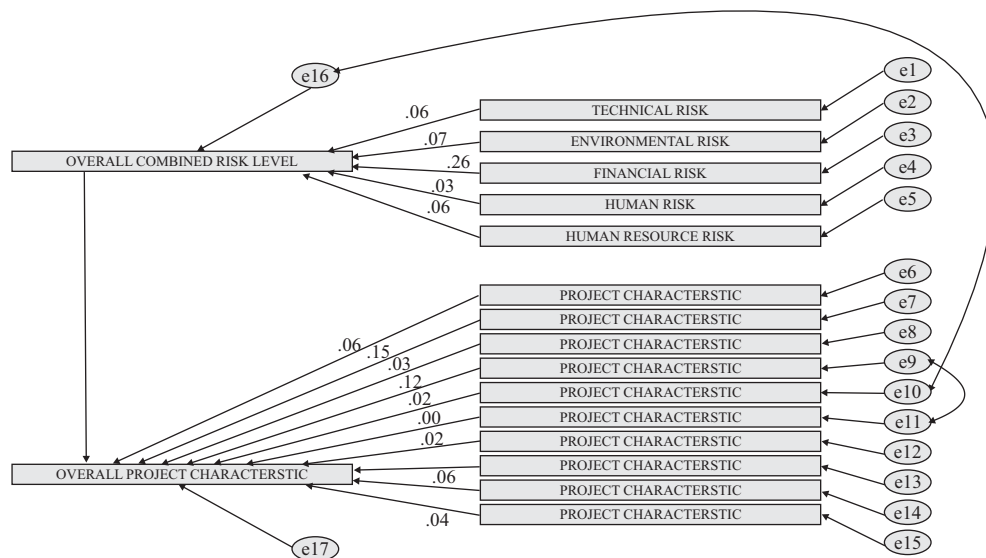 e16
e1
.06
TECHNICAL RISK
e2
.07
ENVIRONMENTAL RISK
e3
OVERALL COMBINED RISK LEVEL
.26
FINANCIAL RISK
e4
.03
HUMAN RISK
e5
.06
HUMAN RESOURCE RISK
e6
PROJECT CHARACTERSTIC
e7
PROJECT CHARACTERSTIC
e8
.06
PROJECT CHARACTERSTIC
.15
e9
.03
PROJECT CHARACTERSTIC
.12
e10
PROJECT CHARACTERSTIC
.02
e11
.00
PROJECT CHARACTERSTIC
e12
.02
PROJECT CHARACTERSTIC
e13
OVERALL PROJECT CHARACTERSTIC
PROJECT CHARACTERSTIC
.06
e14
PROJECT CHARACTERSTIC
.04
e15
PROJECT CHARACTERSTIC
e17